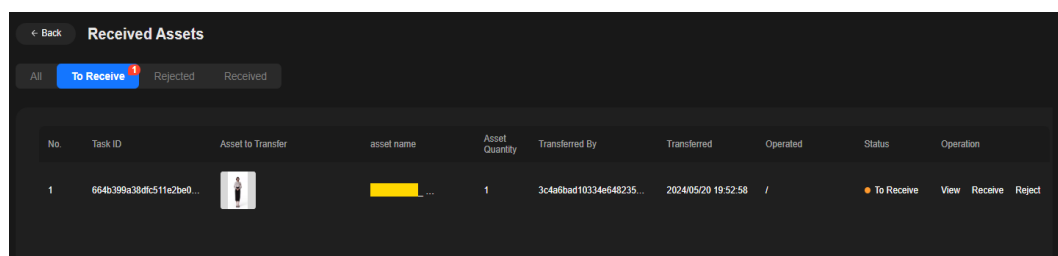 ← Back Received Assets
All To Receive 1 Rejected Received
No. Task ID Asset to Transfer asset name Asset Quantity Transferred By Transferred Operated Status Operation
1 664b399a38dfc511e2be0... _ ... 1 3c4a6bad10334e648235... 2024/05/20 19:52:58 / To Receive View Receive Reject